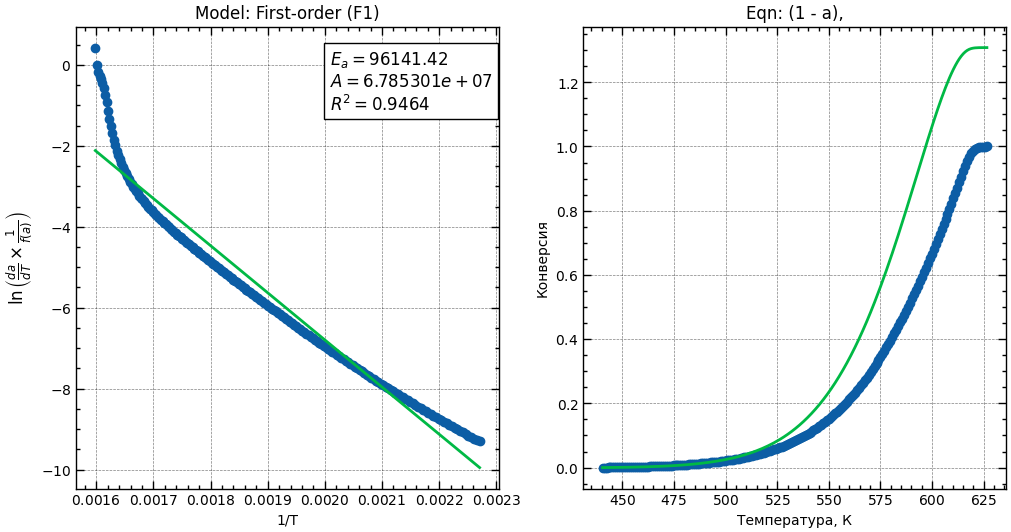 Model: First-order (F1)
E_a = 96141.42
A = 6.785301e + 07
R^2 = 0.9464
ln(da/dT × 1/f(a))
0
−2
−4
−6
−8
−10
0.0016 0.0017 0.0018 0.0019 0.0020 0.0021 0.0022 0.0023
1/T
Eqn: (1 - a),
Конверсия
1.2
1.0
0.8
0.6
0.4
0.2
0.0
450 475 500 525 550 575 600 625
Температура, К